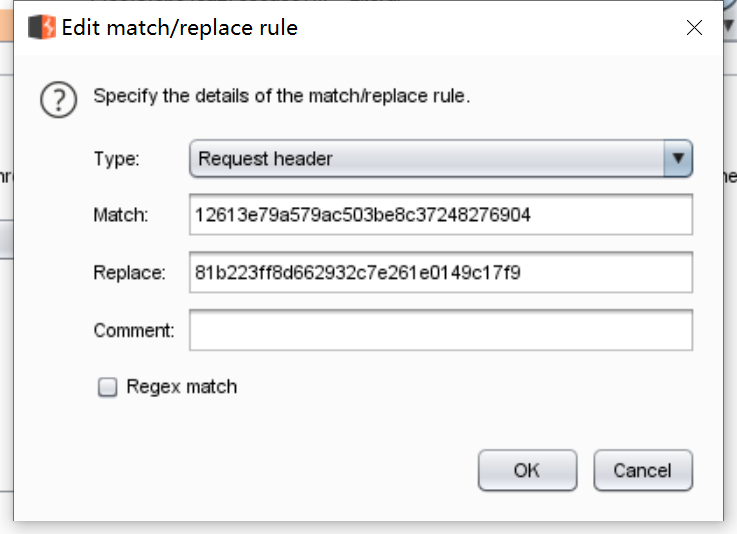 Edit match/replace rule
Specify the details of the match/replace rule.
Type: Request header
Match: 12613e79a579ac503be8c37248276904
Replace: 81b223ff8d662932c7e261e0149c17f9
Comment:
Regex match
OK Cancel